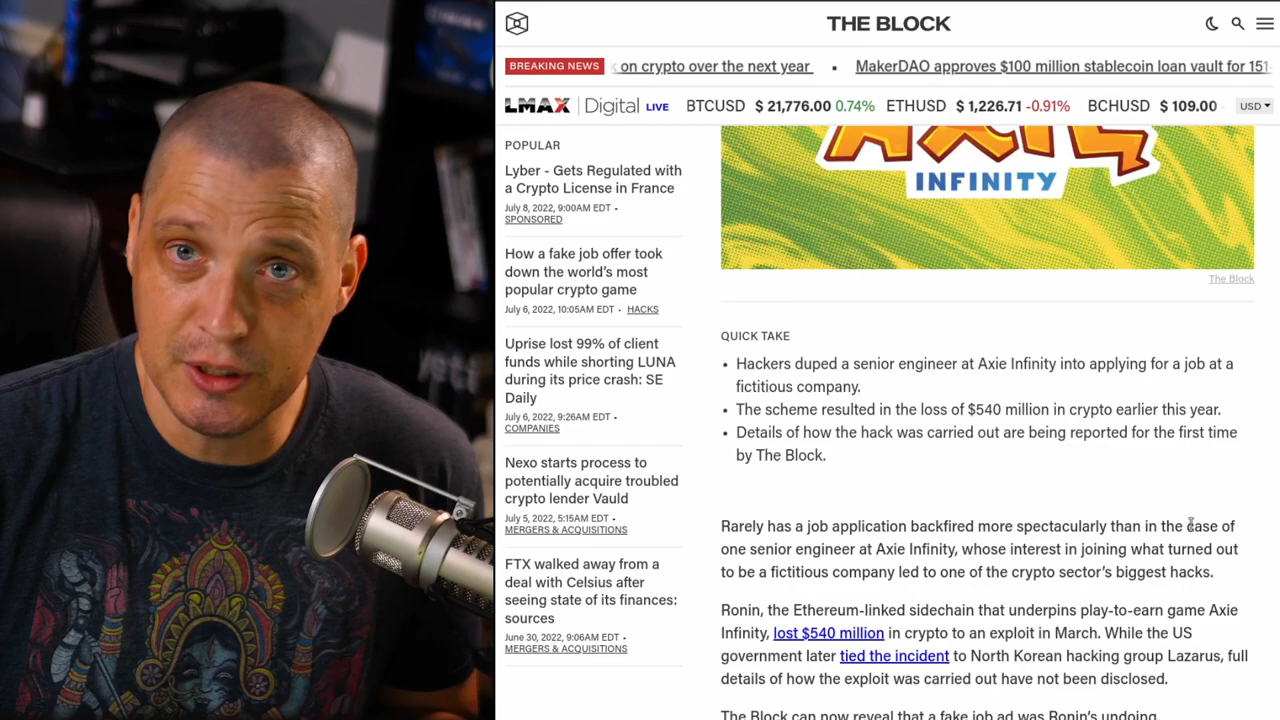 THE BLOCK
BREAKING NEWS
on crypto over the next year
▪ MakerDAO approves $100 million stablecoin loan vault for 151-
LMAX Digital LIVE
BTCUSD $ 21,776.00 0.74%
ETHUSD $ 1,226.71 -0.91%
BCHUSD $ 109.00
USD
POPULAR
Lyber - Gets Regulated with
a Crypto License in France
July 8, 2022, 9:00AM EDT •
SPONSORED
How a fake job offer took
down the world's most
popular crypto game
July 6, 2022, 10:05AM EDT • HACKS
Uprise lost 99% of client
funds while shorting LUNA
during its price crash: SE
Daily
July 6, 2022, 9:26AM EDT •
COMPANIES
Nexo starts process to
potentially acquire troubled
crypto lender Vauld
July 5, 2022, 5:15AM EDT •
MERGERS & ACQUISITIONS
FTX walked away from a
deal with Celsius after
seeing state of its finances:
sources
June 30, 2022, 9:06AM EDT •
MERGERS & ACQUISITIONS
AXIE
INFINITY
The Block
QUICK TAKE
• Hackers duped a senior engineer at Axie Infinity into applying for a job at a
fictitious company.
• The scheme resulted in the loss of $540 million in crypto earlier this year.
• Details of how the hack was carried out are being reported for the first time
by The Block.
Rarely has a job application backfired more spectacularly than in the case of
one senior engineer at Axie Infinity, whose interest in joining what turned out
to be a fictitious company led to one of the crypto sector's biggest hacks.
Ronin, the Ethereum-linked sidechain that underpins play-to-earn game Axie
Infinity, lost $540 million in crypto to an exploit in March. While the US
government later tied the incident to North Korean hacking group Lazarus, full
details of how the exploit was carried out have not been disclosed.
The Block can now reveal that a fake job ad was Ronin's undoing.